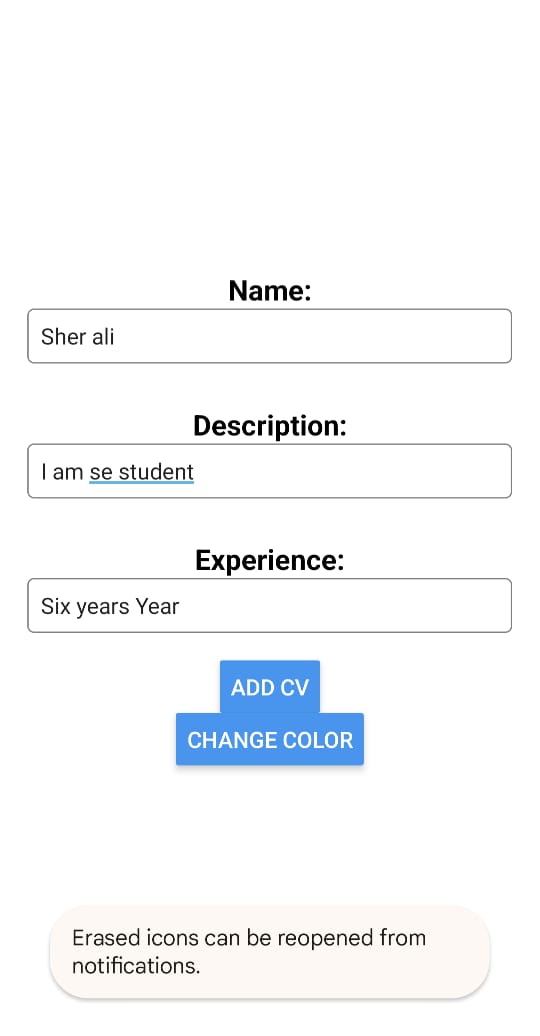 Name:
Sher ali
Description:
I am se student
Experience:
Six years Year
ADD CV
CHANGE COLOR
Erased icons can be reopened from
notifications.